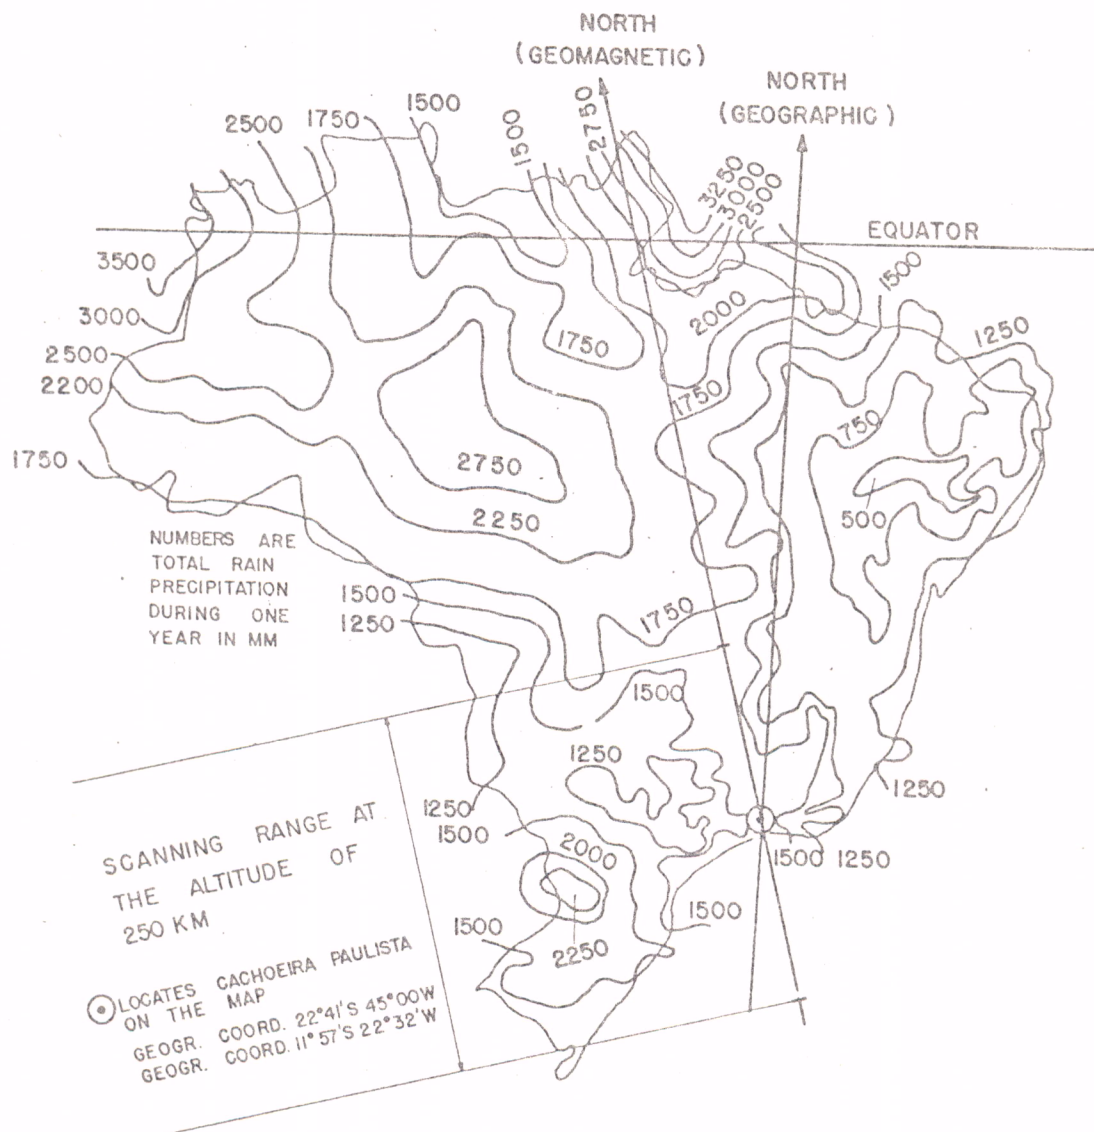 NORTH
(GEOMAGNETIC)
NORTH
(GEOGRAPHIC)
2500
1750
1500
1500
2750
3250
3000
2500
EQUATOR
3500
3000
2500
2200
1750
1750
2000
1500
1250
1750
750
2750
2250
500
NUMBERS ARE
TOTAL RAIN
PRECIPITATION
DURING ONE
YEAR IN MM
1500
1250
1750
1500
1250
1250
1250
1500
2000
1500 1250
1500
1500
2250
SCANNING RANGE AT
THE ALTITUDE OF
250 KM
LOCATES CACHOEIRA PAULISTA
ON THE MAP
GEOGR. COORD. 22°41'S 45°00W
GEOGR. COORD. 11°57'S 22°32'W